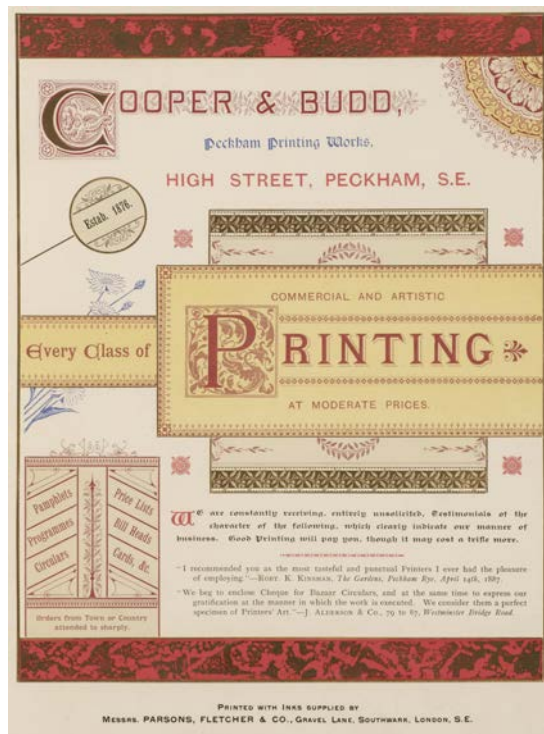 COOPER & BUDD,
Peckham Printing Works,
HIGH STREET, PECKHAM, S.E.
Estab. 1876.
COMMERCIAL AND ARTISTIC
Every Class of
PRINTING
AT MODERATE PRICES.
Pamphlets
Programmes
Circulars
Price Lists
Bill Heads
Cards, &c.
Orders from Town or Country
attended to sharply.
WE are constantly receiving, entirely unsolicited, Testimonials of the
character of the following, which clearly indicate our manner of
business. Good Printing will pay you, though it may cost a trifle more.
"I recommended you as the most tasteful and punctual Printers I ever had the pleasure
of employing."—ROBT. K. KINSMAN, The Gardens, Peckham Rye, April 14th, 1887.
"We beg to enclose Cheque for Bazaar Circulars, and at the same time to express our
gratification at the manner in which the work is executed. We consider them a perfect
specimen of Printers' Art."—J. ALDERSON & Co., 79 to 87, Westminster Bridge Road.
PRINTED WITH INKS SUPPLIED BY
MESSRS. PARSONS, FLETCHER & CO., GRAVEL LANE, SOUTHWARK, LONDON, S.E.